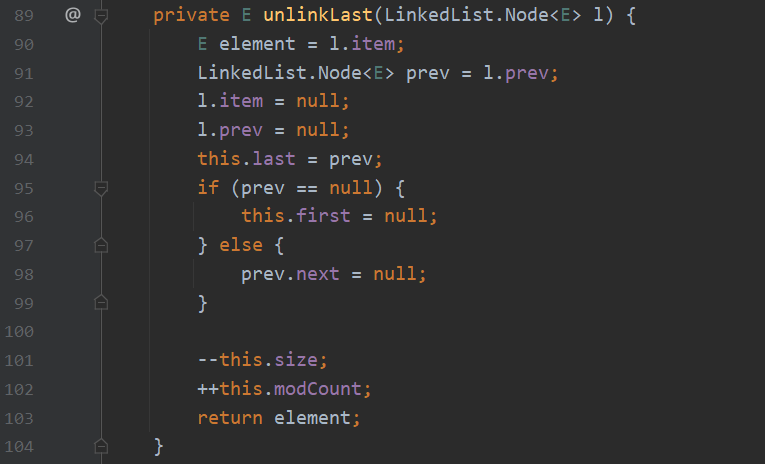 89 @ private E unlinkLast(LinkedList.Node<E> l) {
90 E element = l.item;
91 LinkedList.Node<E> prev = l.prev;
92 l.item = null;
93 l.prev = null;
94 this.last = prev;
95 if (prev == null) {
96 this.first = null;
97 } else {
98 prev.next = null;
99 }
100
101 --this.size;
102 ++this.modCount;
103 return element;
104 }